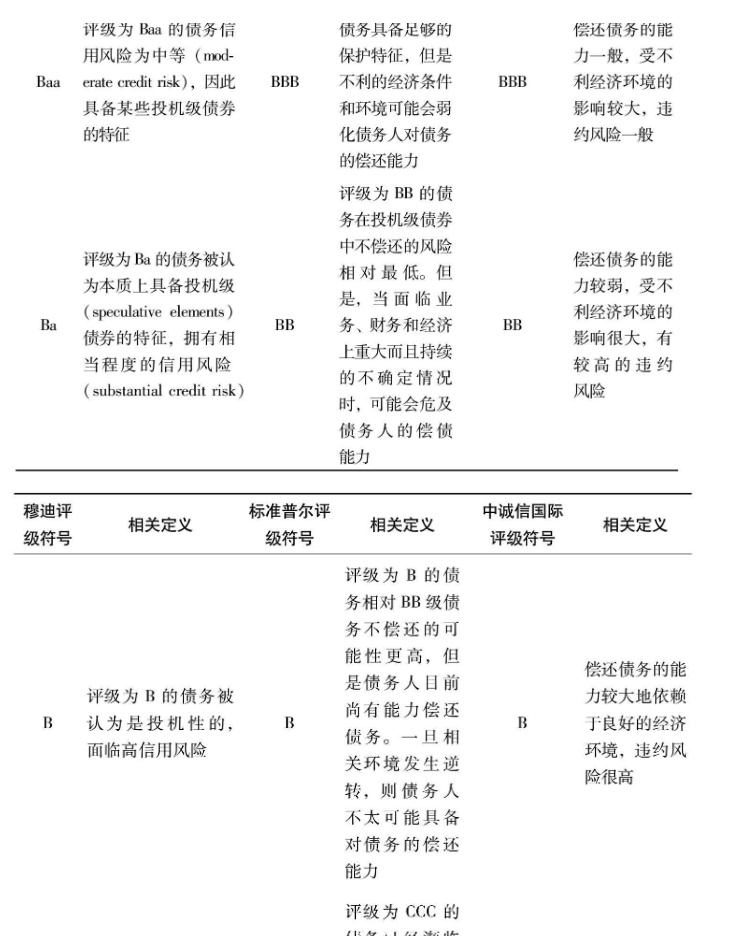 Baa
评级为 Baa 的债务信
用风险为中等（mod-
erate credit risk），因此
具备某些投机级债券
的特征
BBB
债务具备足够的
保护特征，但是
不利的经济条件
和环境可能会弱
化债务人对债务
的偿还能力
BBB
偿还债务的能
力一般，受不
利经济环境的
影响较大，违
约风险一般
Ba
评级为 Ba 的债务被认
为本质上具备投机级
（speculative elements）
债券的特征，拥有相
当程度的信用风险
（substantial credit risk）
BB
评级为 BB 的债
务在投机级债券
中不偿还的风险
相对最低。但
是，当面临业
务、财务和经济
上重大而且持续
的不确定情况
时，可能会危及
债务人的偿债
能力
BB
偿还债务的能
力较弱，受不
利经济环境的
影响很大，有
较高的违约
风险
穆迪评
级符号
相关定义
标准普尔评
级符号
相关定义
中诚信国际
评级符号
相关定义
B
评级为 B 的债务被
认为是投机性的，
面临高信用风险
B
评级为 B 的债
务相对 BB 级债
务不偿还的可
能性更高，但
是债务人目前
尚有能力偿还
债务。一旦相
关环境发生逆
转，则债务人
不太可能具备
对债务的偿还
能力
B
偿还债务的能
力较大地依赖
于良好的经济
环境，违约风
险很高
评级为 CCC 的